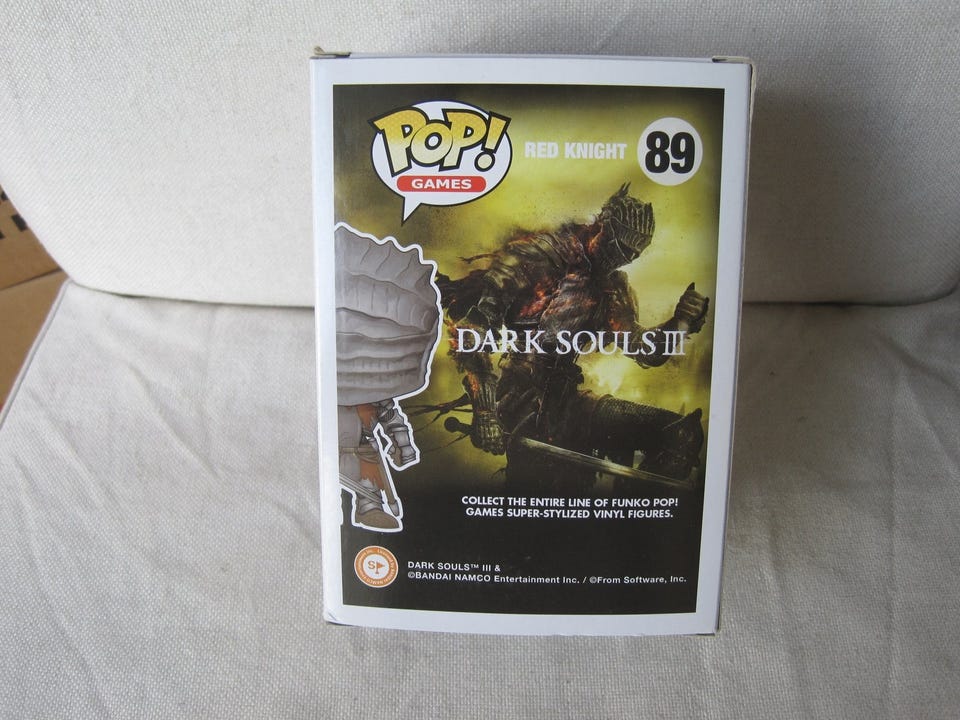 POP!
GAMES
RED KNIGHT
89
DARK SOULS III
COLLECT THE ENTIRE LINE OF FUNKO POP!
GAMES SUPER-STYLIZED VINYL FIGURES.
SP
DARK SOULS™ III &
©BANDAI NAMCO Entertainment Inc. / ©From Software, Inc.